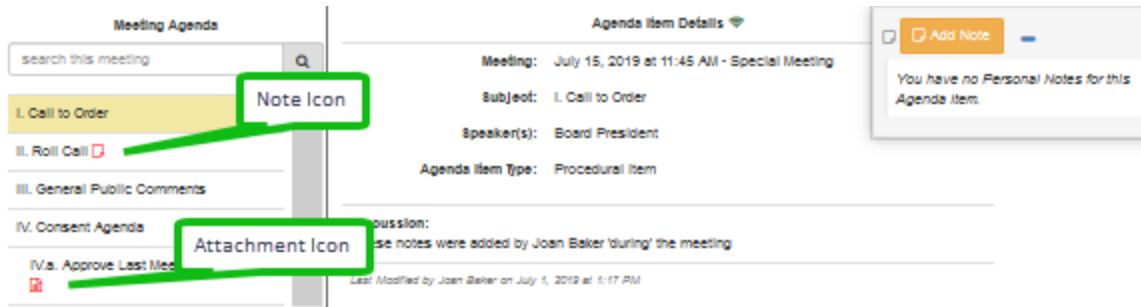 Meeting Agenda
search this meeting
I. Call to Order
II. Roll Call
III. General Public Comments
IV. Consent Agenda
IV.a. Approve Last Mee
Note Icon
Attachment Icon
Agenda Item Details
Meeting: July 15, 2019 at 11:45 AM - Special Meeting
Subject: I. Call to Order
Speaker(s): Board President
Agenda Item Type: Procedural Item
cussion:
ese notes were added by Joan Baker 'during' the meeting
Last Modified by Joan Baker on July 1, 2019 at 1:17 PM
Add Note
You have no Personal Notes for this
Agenda Item.